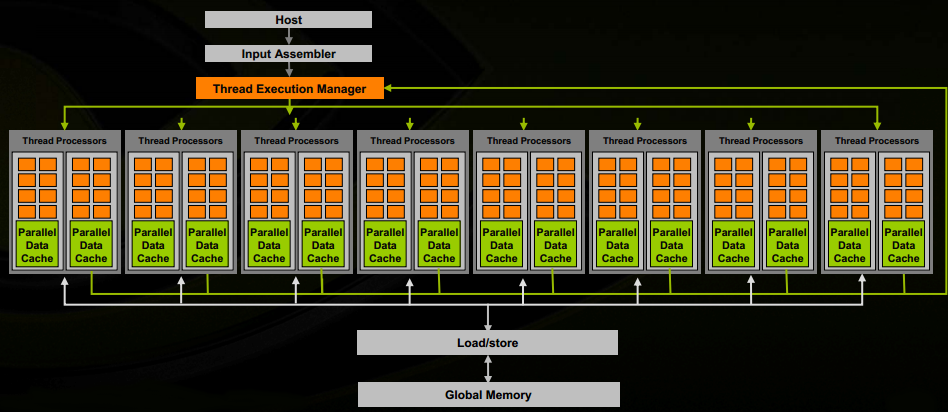 Host
Input Assembler
Thread Execution Manager
Thread Processors Thread Processors Thread Processors Thread Processors Thread Processors Thread Processors Thread Processors Thread Processors
Parallel Parallel Parallel Parallel Parallel Parallel Parallel Parallel Parallel Parallel Parallel Parallel Parallel Parallel Parallel Parallel
Data Data Data Data Data Data Data Data Data Data Data Data Data Data Data Data
Cache Cache Cache Cache Cache Cache Cache Cache Cache Cache Cache Cache Cache Cache Cache Cache
Load/store
Global Memory